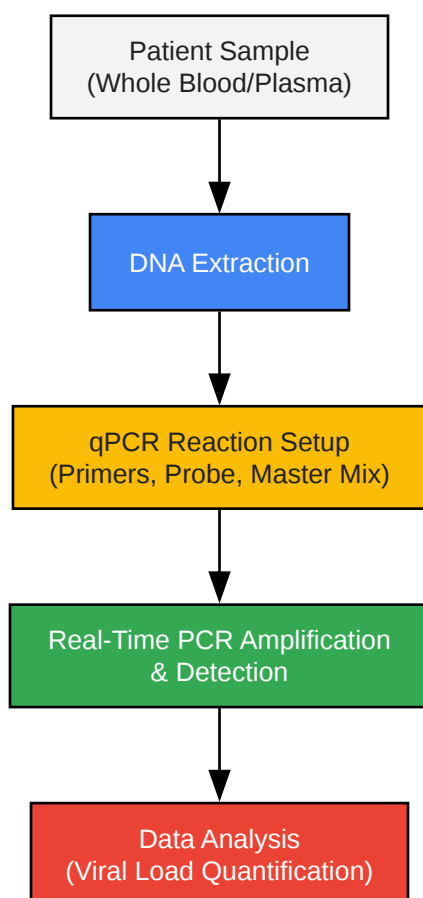 Patient Sample
(Whole Blood/Plasma)
DNA Extraction
qPCR Reaction Setup
(Primers, Probe, Master Mix)
Real-Time PCR Amplification
& Detection
Data Analysis
(Viral Load Quantification)